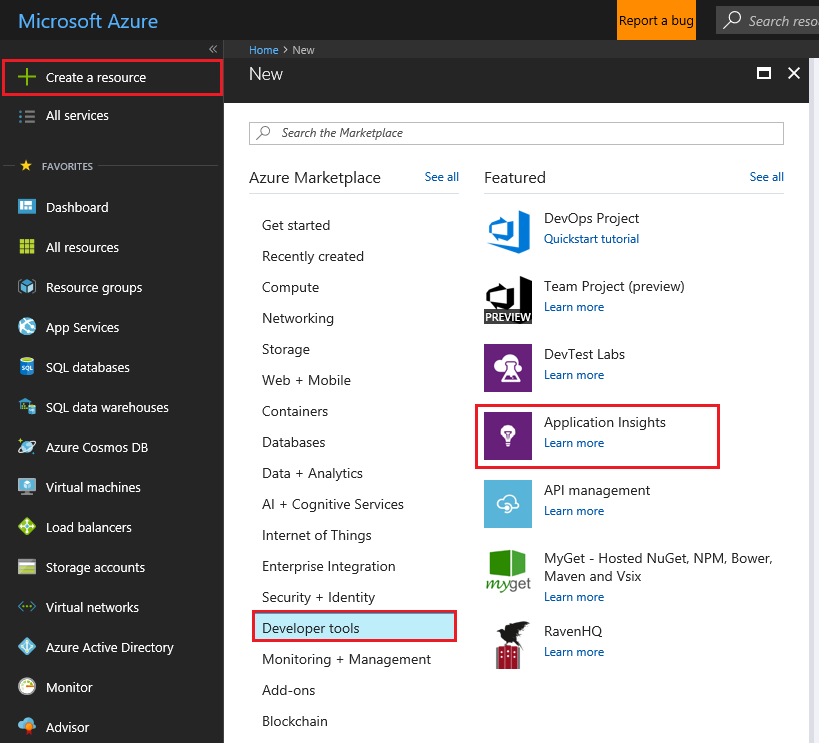 Microsoft Azure
Report a bug
Search reso
Create a resource
All services
FAVORITES
Dashboard
All resources
Resource groups
App Services
SQL
SQL databases
SQL data warehouses
Azure Cosmos DB
Virtual machines
Load balancers
Storage accounts
Virtual networks
Azure Active Directory
Monitor
Advisor
Home > New
New
Search the Marketplace
Azure Marketplace
See all
Get started
Recently created
Compute
Networking
Storage
Web + Mobile
Containers
Databases
Data + Analytics
AI + Cognitive Services
Internet of Things
Enterprise Integration
Security + Identity
Developer tools
Monitoring + Management
Add-ons
Blockchain
Featured
See all
DevOps Project
Quickstart tutorial
PREVIEW
Team Project (preview)
Learn more
DevTest Labs
Learn more
Application Insights
Learn more
API management
Learn more
myget
MyGet - Hosted NuGet, NPM, Bower,
Maven and Vsix
Learn more
RavenHQ
Learn more